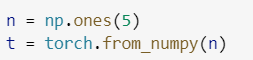 n = np.ones(5)
t = torch.from_numpy(n)